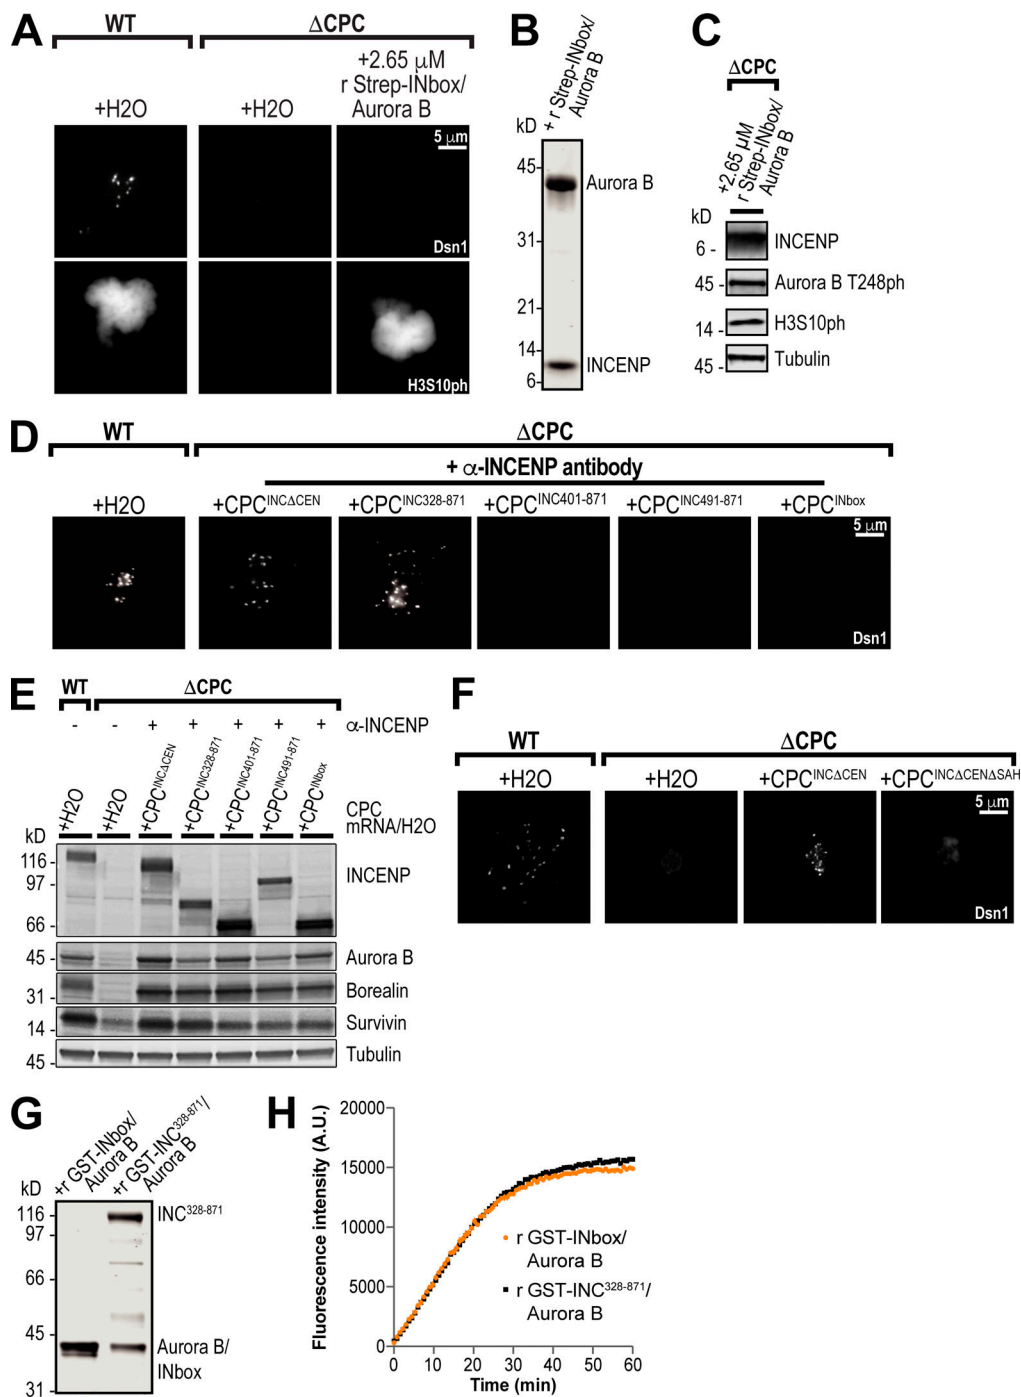 A
WT
ΔCPC
+H2O
+H2O
+2.65 μM
r Strep-INbox/
Aurora B
5 μm
Dsn1
H3S10ph
B
+ r Strep-INbox/
Aurora B
kD
45
31
21
14
6
Aurora B
INCENP
C
ΔCPC
+2.65 μM
r Strep-INbox/
Aurora B
kD
6 - INCENP
45 - Aurora B T248ph
14 - H3S10ph
45 - Tubulin
D
WT
ΔCPC
+ α-INCENP antibody
+H2O +CPC^INCΔCEN +CPC^INC328-871 +CPC^INC401-871 +CPC^INC491-871 +CPC^INbox
5 μm
Dsn1
E
WT ΔCPC
- - + + + + + α-INCENP
+H2O
+H2O
+CPC^INCΔCEN
+CPC^INC328-871
+CPC^INC401-871
+CPC^INC491-871
+CPC^INbox
CPC
mRNA/H2O
kD
116 -
97 -
66 -
INCENP
45 - Aurora B
31 - Borealin
14 - Survivin
45 - Tubulin
F
WT
ΔCPC
+H2O +H2O +CPC^INCΔCEN +CPC^INCΔCENΔSAH
5 μm
Dsn1
G
+r GST-INbox/
Aurora B
+r GST-INC^328-871/
Aurora B
kD
116
97
66
45
31
INC^328-871
Aurora B/
INbox
H
Fluorescence intensity (A.U.)
20000
15000
10000
5000
0
r GST-INbox/
Aurora B
r GST-INC^328-871/
Aurora B
0 10 20 30 40 50 60
Time (min)